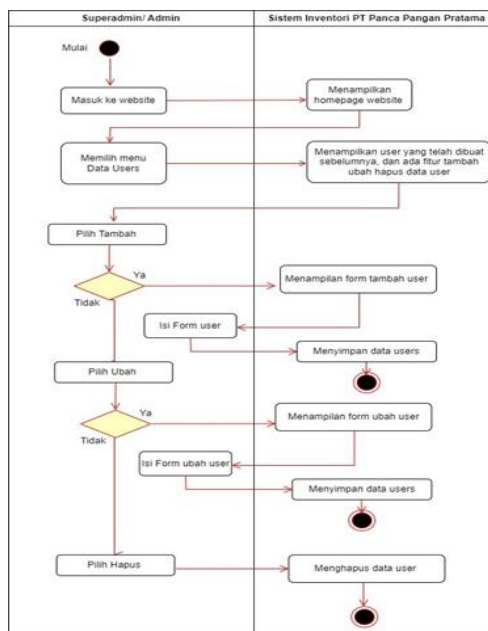 Superadmin/ Admin
Sistem Inventori PT Panca Pangan Pratama
Mulai
Masuk ke website
Menampilkan
homepage website
Memilih menu
Data Users
Menampilkan user yang telah dibuat
sebelumnya, dan ada fitur tambah
ubah hapus data user
Pilih Tambah
Ya
Tidak
Menampilan form tambah user
Isi Form user
Menyimpan data users
Pilih Ubah
Ya
Tidak
Menampilan form ubah user
Isi Form ubah user
Menyimpan data users
Pilih Hapus
Menghapus data user